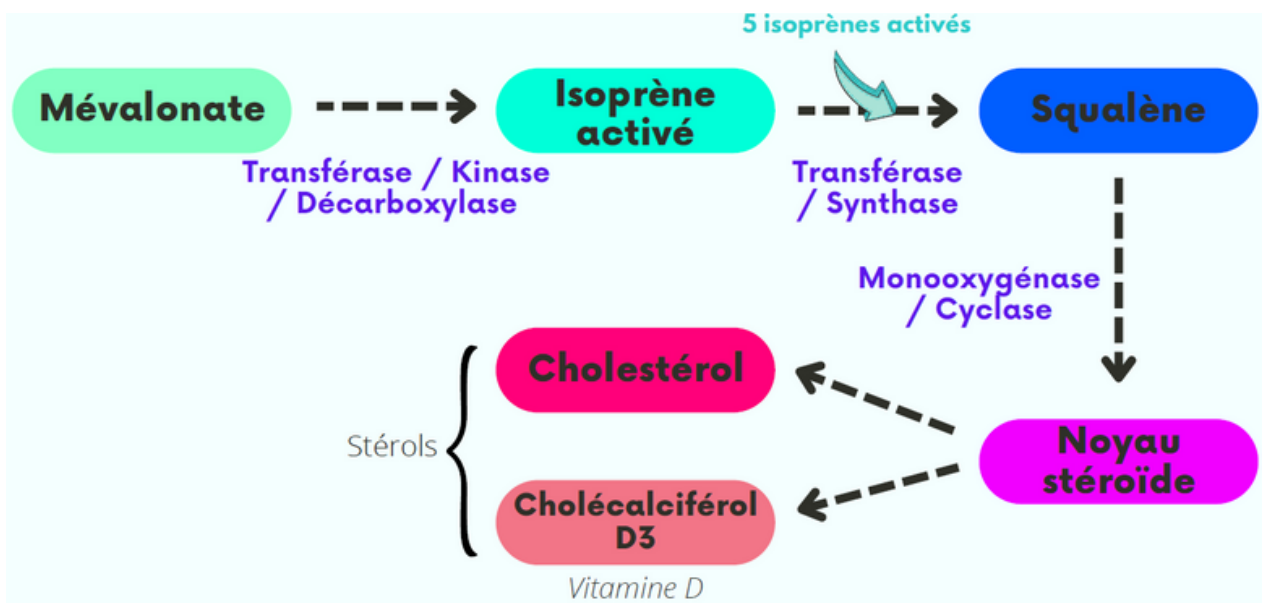 5 isoprènes activés
Mévalonate
Isoprène
activé
Squalène
Transférase / Kinase
/ Décarboxylase
Transférase
/ Synthase
Monooxygénase
/ Cyclase
Cholestérol
Stérols
Noyau
stéroïde
Cholécalciférol
D3
Vitamine D